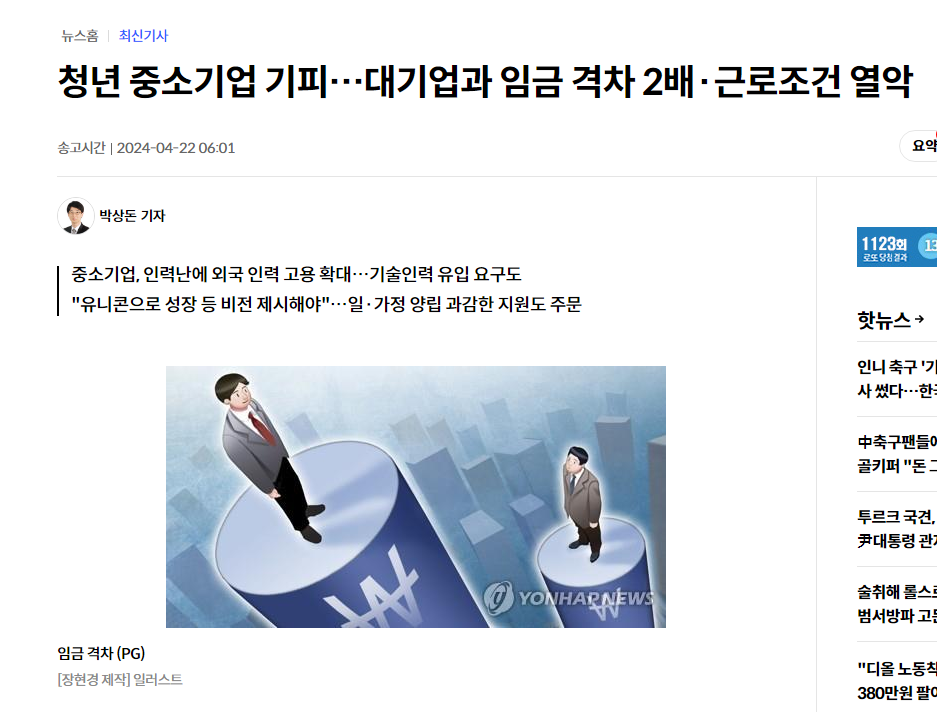 뉴스홈 | 최신기사
청년 중소기업 기피…대기업과 임금 격차 2배·근로조건 열악
송고시간 | 2024-04-22 06:01
요약
박상돈 기자
중소기업, 인력난에 외국 인력 고용 확대…기술인력 유입 요구도
"유니콘으로 성장 등 비전 제시해야"…일·가정 양립 과감한 지원도 주문
YONHAP NEWS
임금 격차 (PG)
[장현경 제작] 일러스트
1123회
로또 당첨 결과
13
핫뉴스
인니 축구
사 썼다…한국
中축구팬들에
골키퍼 "돈
투르크 국견,
尹대통령 관저
술취해
범서방파
"디올
380만원